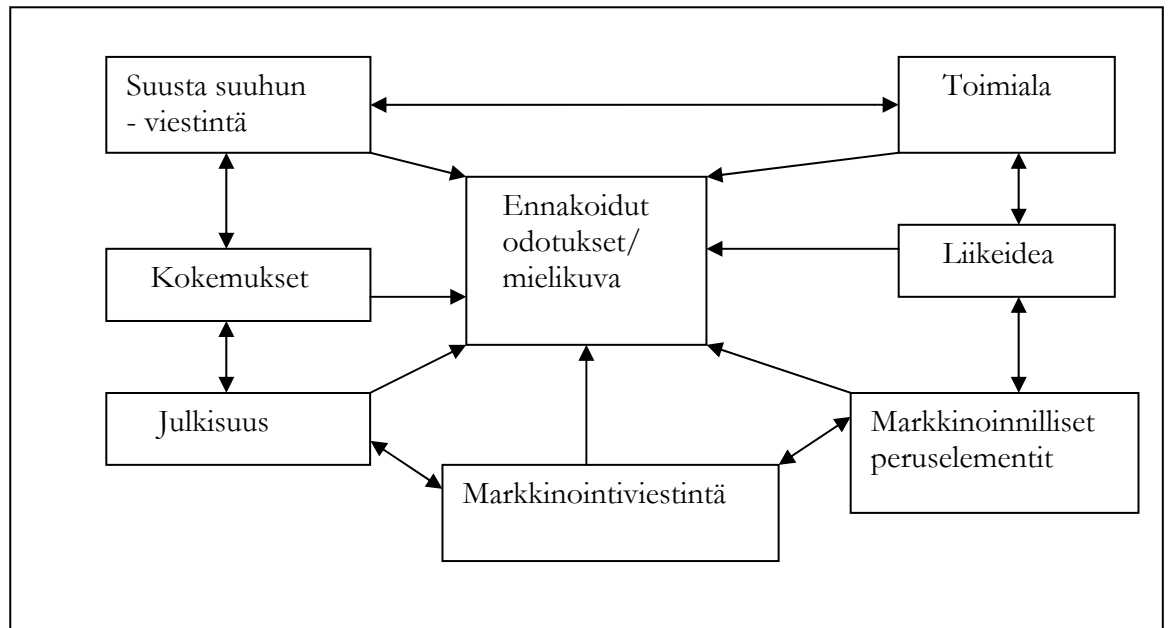 Suusta suuhun
- viestintä
Toimiala
Ennakoidut
odotukset/
mielikuva
Liikeidea
Kokemukset
Julkisuus
Markkinoinnilliset
peruselementit
Markkinointiviestintä